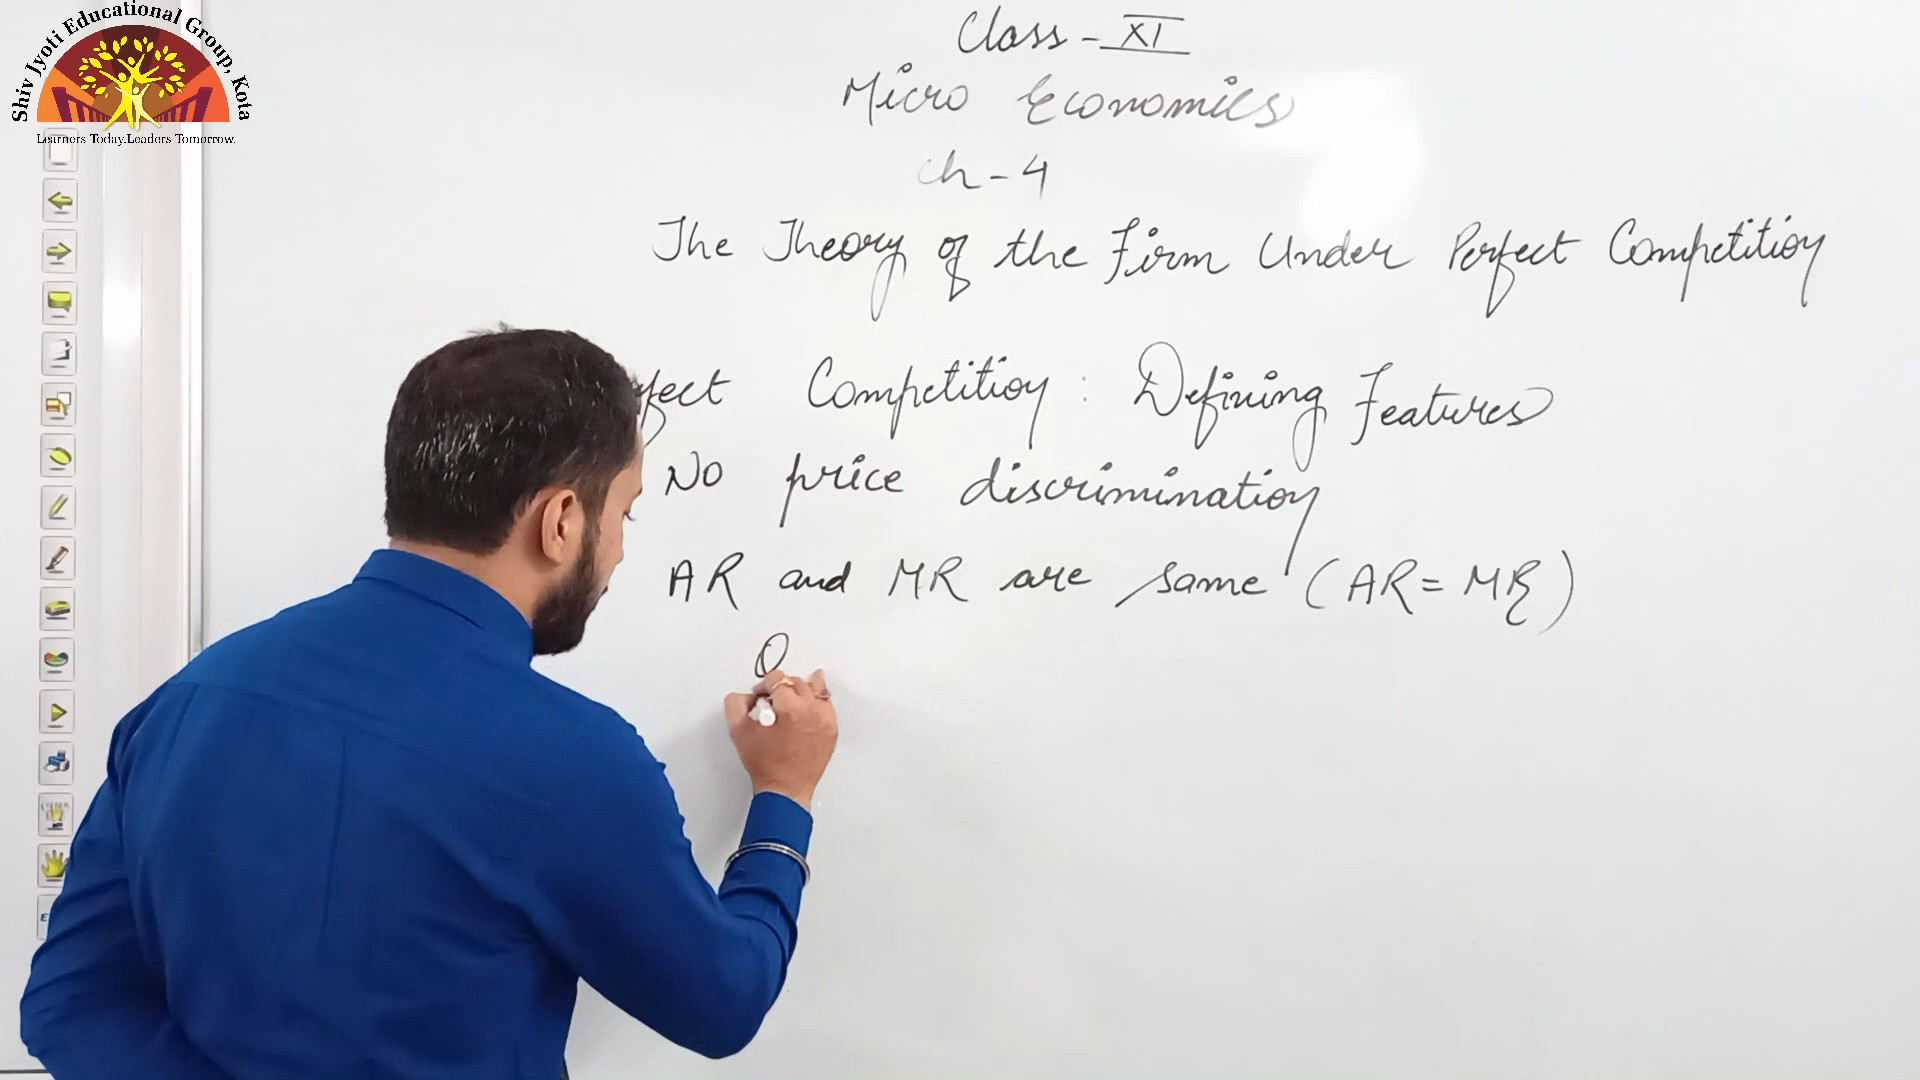 Shiv Jyoti Educational Group, Kota
Learners Today.Leaders Tomorrow.
Class - XI
Micro Economics
Ch - 4
The Theory of the Firm Under Perfect Competition
fect Competition : Defining Features
No price discrimination
AR and MR are same (AR = MR)
Q